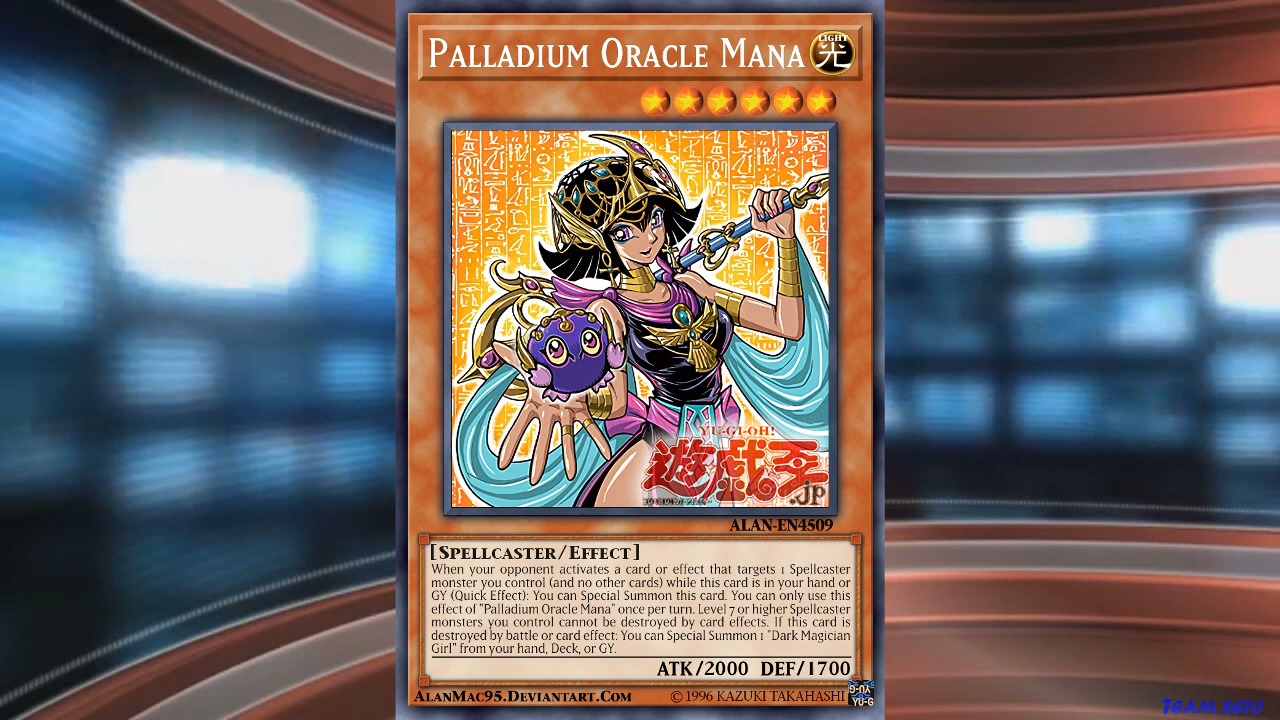 PALLADIUM ORACLE MANA
LIGHT
光
YU-GI-OH!
遊戯王
.jp
ALAN-EN4509
[SPELLCASTER/EFFECT]
When your opponent activates a card or effect that targets 1 Spellcaster
monster you control (and no other cards) while this card is in your hand or
GY (Quick Effect): You can Special Summon this card. You can only use this
effect of "Palladium Oracle Mana" once per turn. Level 7 or higher Spellcaster
monsters you control cannot be destroyed by card effects. If this card is
destroyed by battle or card effect: You can Special Summon 1 "Dark Magician
Girl" from your hand, Deck, or GY.
ATK/2000 DEF/1700
ALANMAC95.DEVIANTART.COM
© 1996 KAZUKI TAKAHASHI
TEAM SETO